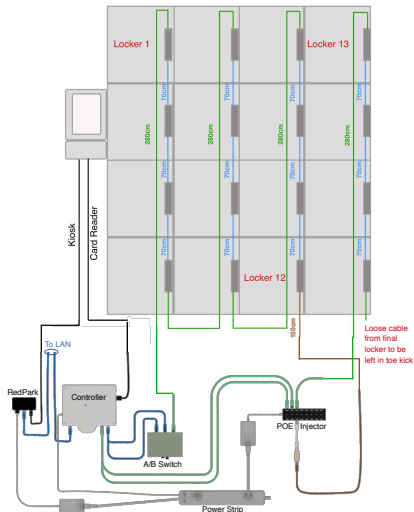 Locker 1
Locker 13
70cm
70cm
70cm
70cm
280cm
280cm
280cm
280cm
70cm
70cm
70cm
70cm
70cm
70cm
70cm
70cm
Locker 12
Kiosk
Card Reader
150cm
Loose cable
from final
locker to be
left in toe kick
To LAN
RedPark
Controller
POE Injector
A/B Switch
Power Strip